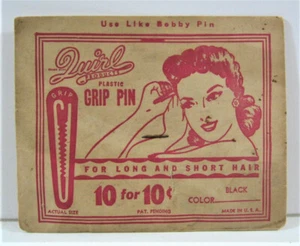 Use Like Bobby Pin
A
Quirl
PRODUCT
PLASTIC
GRIP PIN
GRIP
FOR LONG AND SHORT HAIR
10 for 10¢
BLACK
COLOR
ACTUAL SIZE
PAT. PENDING
MADE IN U.S.A.